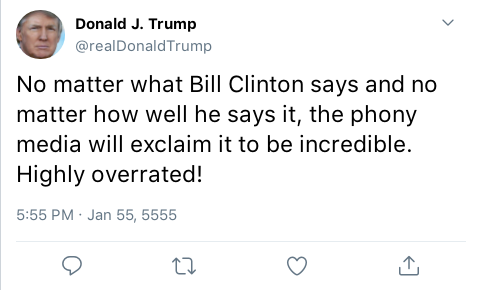 Donald J. Trump
@realDonaldTrump
No matter what Bill Clinton says and no
matter how well he says it, the phony
media will exclaim it to be incredible.
Highly overrated!
5:55 PM · Jan 55, 5555